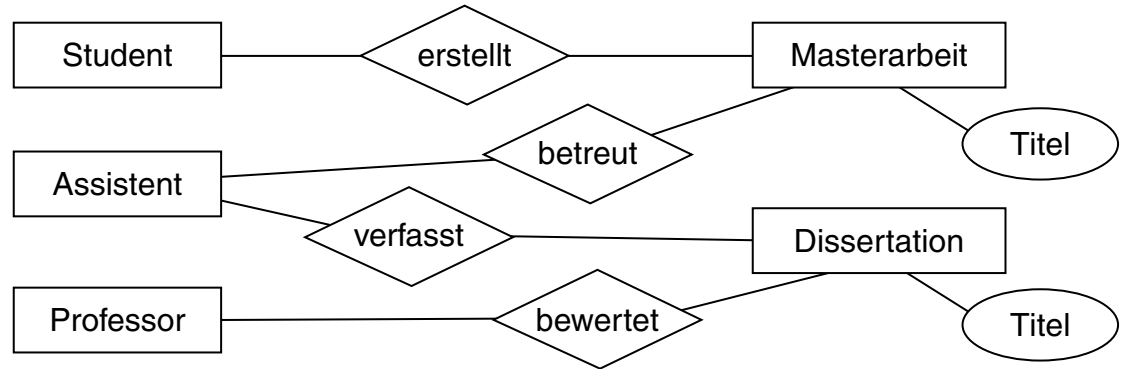 Student
erstellt
Masterarbeit
betreut
Titel
Assistent
verfasst
Dissertation
Professor
bewertet
Titel